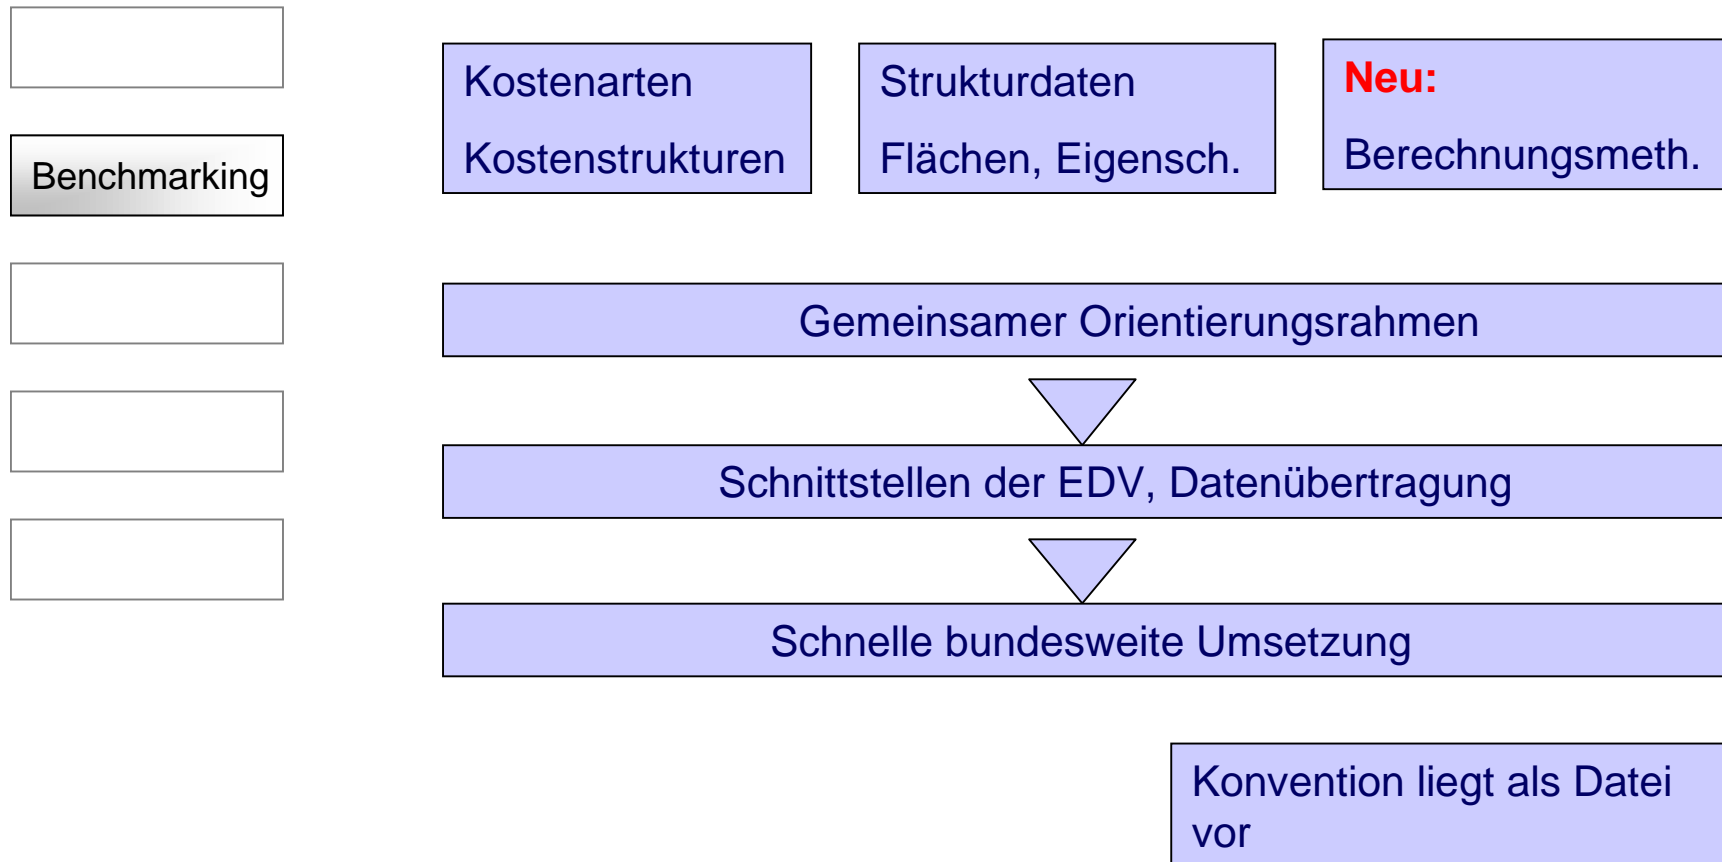 Benchmarking
Kostenarten
Kostenstrukturen
Strukturdaten
Flächen, Eigensch.
Neu:
Berechnungsmeth.
Gemeinsamer Orientierungsrahmen
Schnittstellen der EDV, Datenübertragung
Schnelle bundesweite Umsetzung
Konvention liegt als Datei
vor